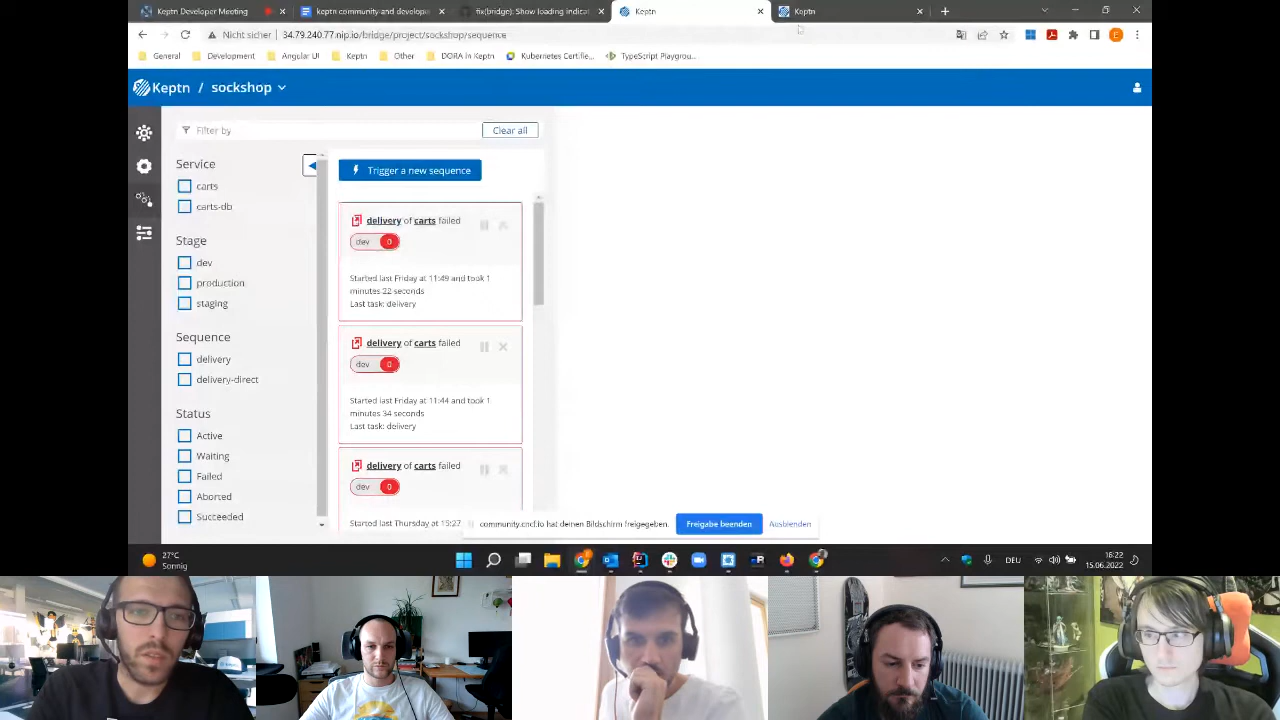 Keptn Developer Meeting
keptn community and develope
fix(bridge): Show loading indicat
Keptn
Keptn
Nicht sicher
34.79.240.77.nip.io/bridge/project/sockshop/sequence
General
Development
Angular UI
Keptn
Other
DORA in Keptn
Kubernetes Certifie...
TypeScript Playgrou...
Keptn / sockshop
Filter by
Clear all
Service
carts
carts-db
Stage
dev
production
staging
Sequence
delivery
delivery-direct
Status
Active
Waiting
Failed
Aborted
Succeeded
Trigger a new sequence
delivery of carts failed
dev 0
Started last Friday at 11:49 and took 1
minutes 22 seconds
Last task: delivery
delivery of carts failed
dev 0
Started last Friday at 11:44 and took 1
minutes 34 seconds
Last task: delivery
delivery of carts failed
dev 0
Started last Thursday at 15:27
community.cncf.io hat deinen Bildschirm freigegeben.
Freigabe beenden
Ausblenden
27°C
Sonnig
DEU
16:22
15.06.2022